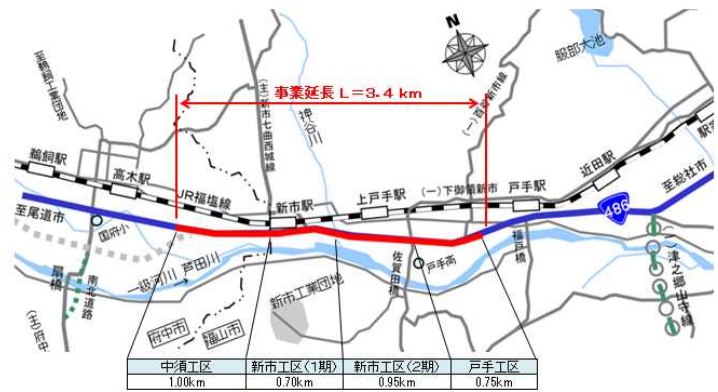 N
服部大池
至鵜飼工業団地
(主)新市七曲西城線
事業延長 L=3.4 km
神谷川
(一)百谷新市線
鵜飼駅
高木駅
JR福塩線
新市駅
上戸手駅
(一)下御領新市
戸手駅
近田駅
駅家
至総社市
486
至尾道市
国府小
扇橋
南北道路
(主)府中
一級河川 芦田川
府中市
福山市
新市工業団地
佐賀田橋
戸手高
福戸橋
(一)津之郷山守線
中須工区 新市工区(1期) 新市工区(2期) 戸手工区
1.00km 0.70km 0.95km 0.75km